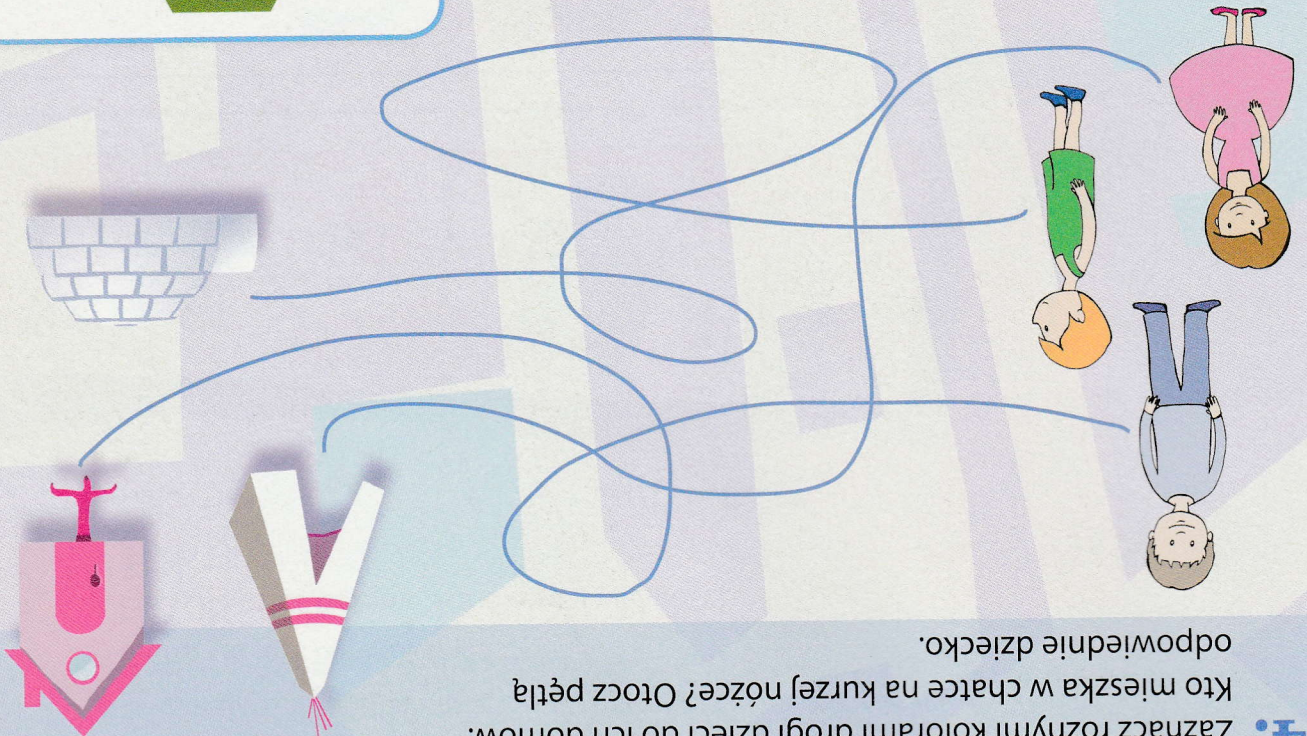 zaznacz różnymi kolorami drogi dzieci do ich domów.
Kto mieszka w chatce na kurzej nóżce? Otocz pętlą
odpowiednie dziecko.